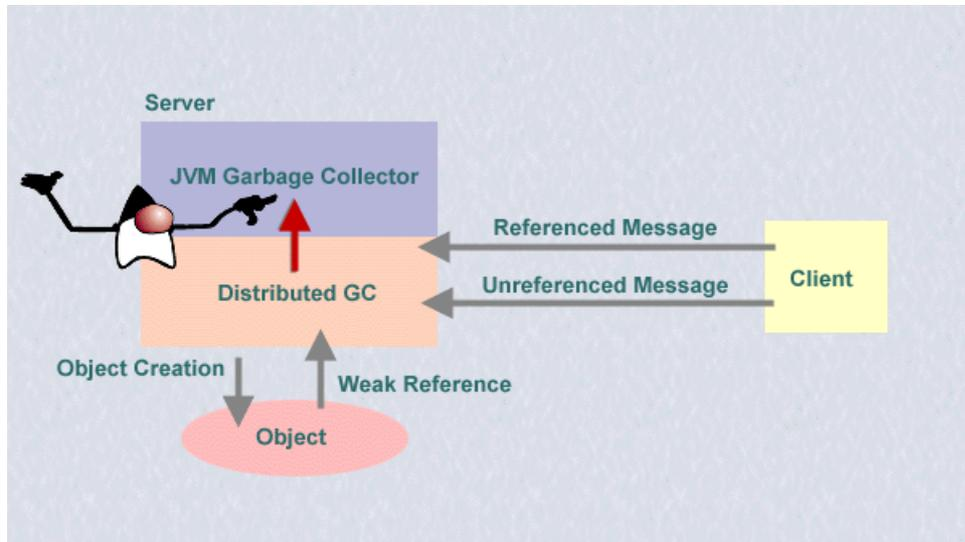 Server
JVM Garbage Collector
Referenced Message
Client
Unreferenced Message
Distributed GC
Object Creation
Weak Reference
Object